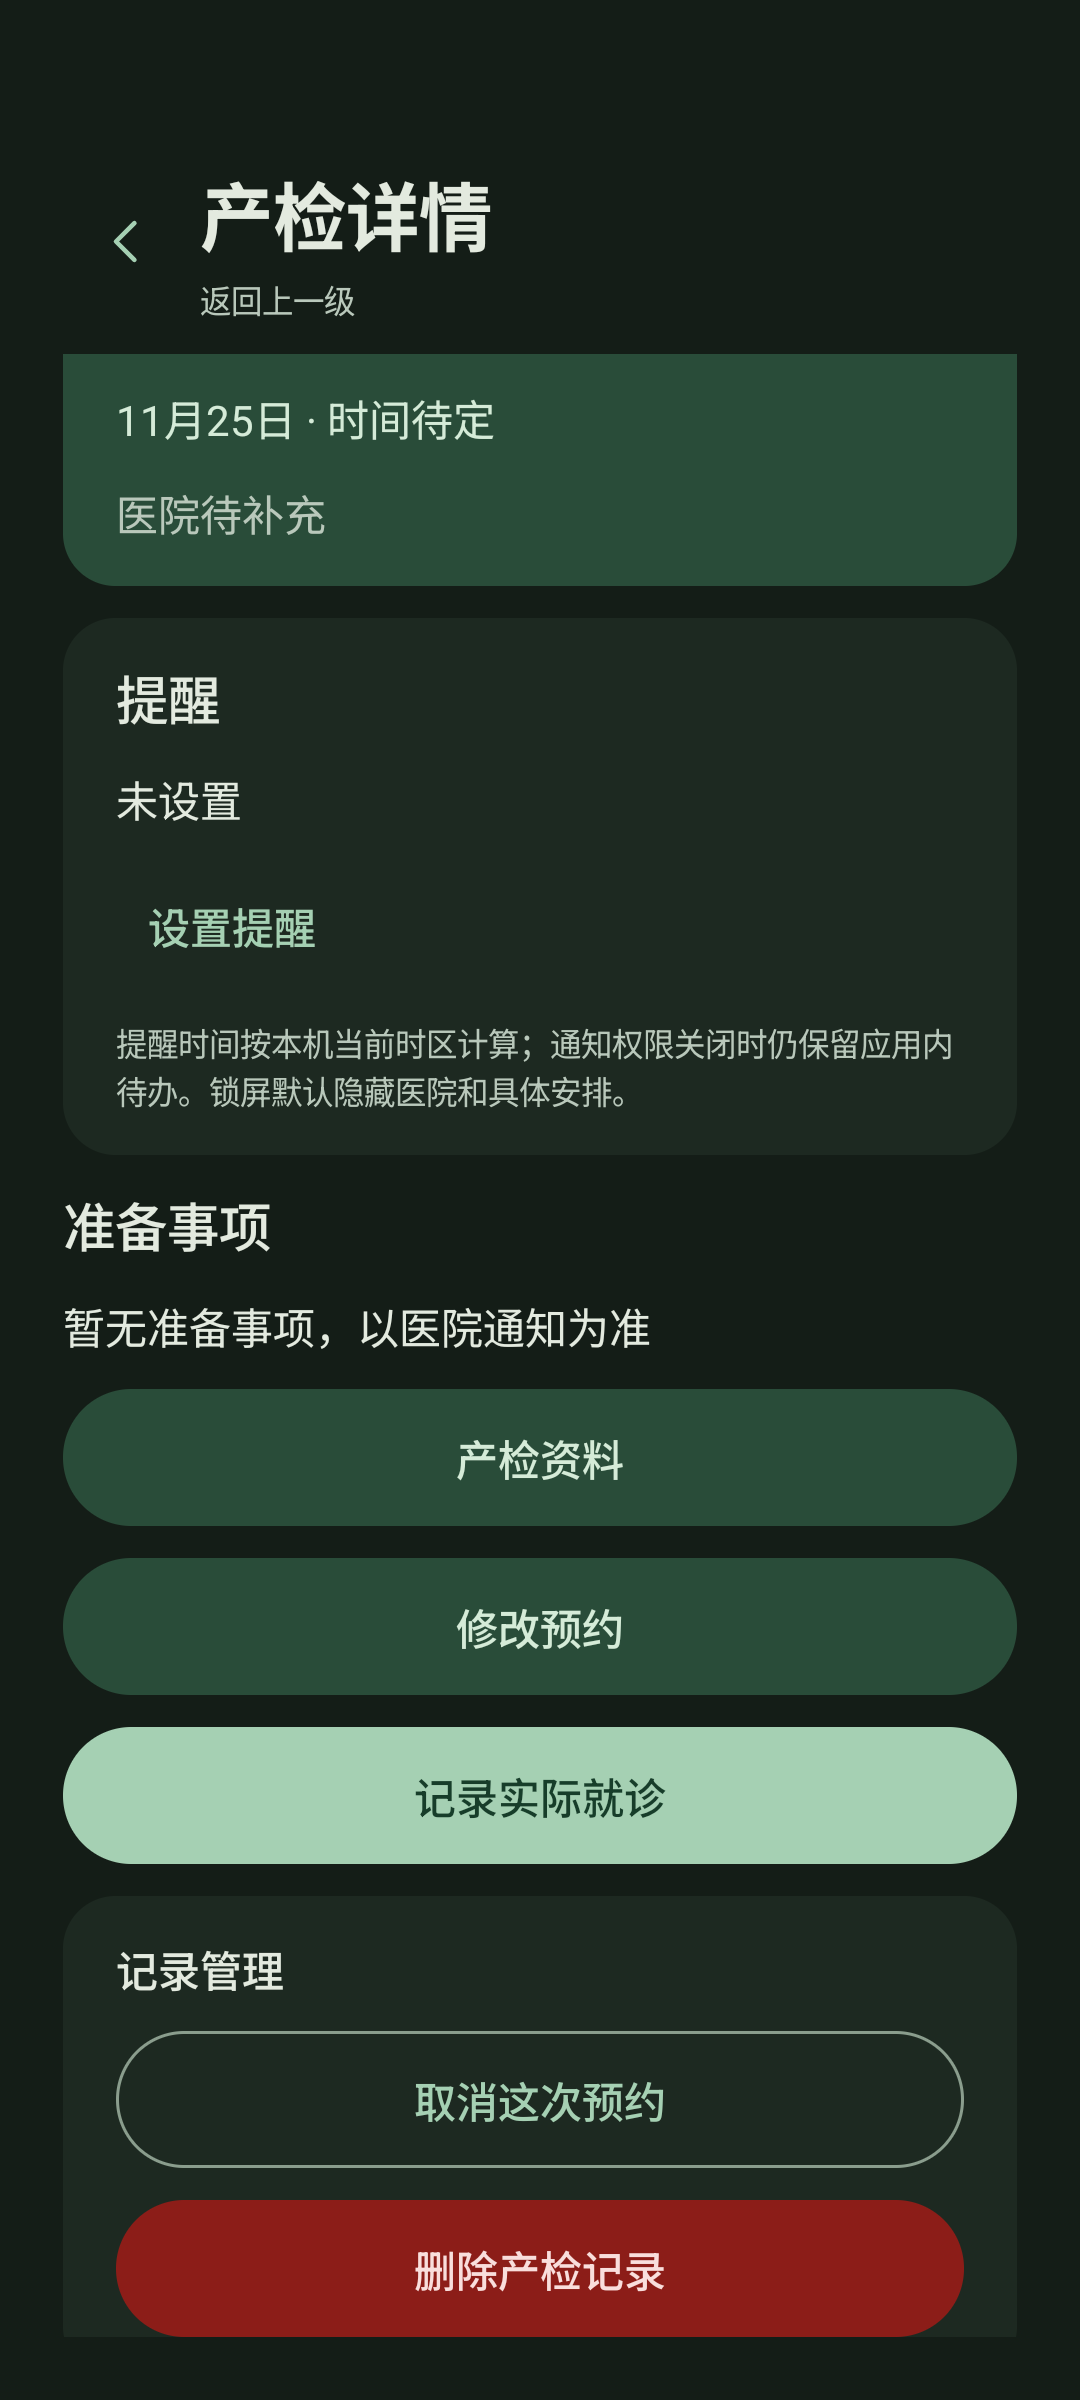 产检详情
返回上一级
11月25日 · 时间待定
医院待补充
提醒
未设置
设置提醒
提醒时间按本机当前时区计算；通知权限关闭时仍保留应用内
待办。锁屏默认隐藏医院和具体安排。
准备事项
暂无准备事项，以医院通知为准
产检资料
修改预约
记录实际就诊
记录管理
取消这次预约
删除产检记录